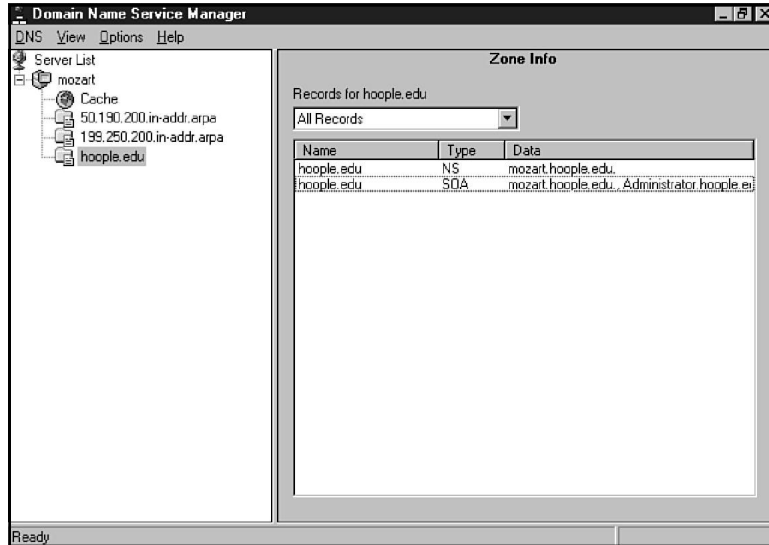 Domain Name Service Manager
DNS View Options Help
Server List
mozart
Cache
50.190.200.in-addr.arpa
199.250.200.in-addr.arpa
hoople.edu
Zone Info
Records for hoople.edu
All Records
Name Type Data
hoople.edu NS mozart.hoople.edu.
hoople.edu SOA mozart.hoople.edu., Administrator.hoople.e
Ready